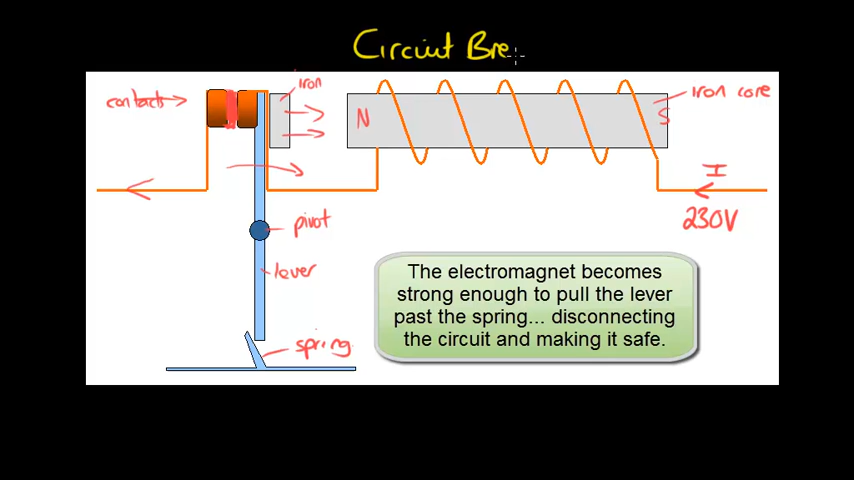 Circuit Bre
contacts
iron
N
S
iron core
I
230V
pivot
lever
spring
The electromagnet becomes
strong enough to pull the lever
past the spring... disconnecting
the circuit and making it safe.